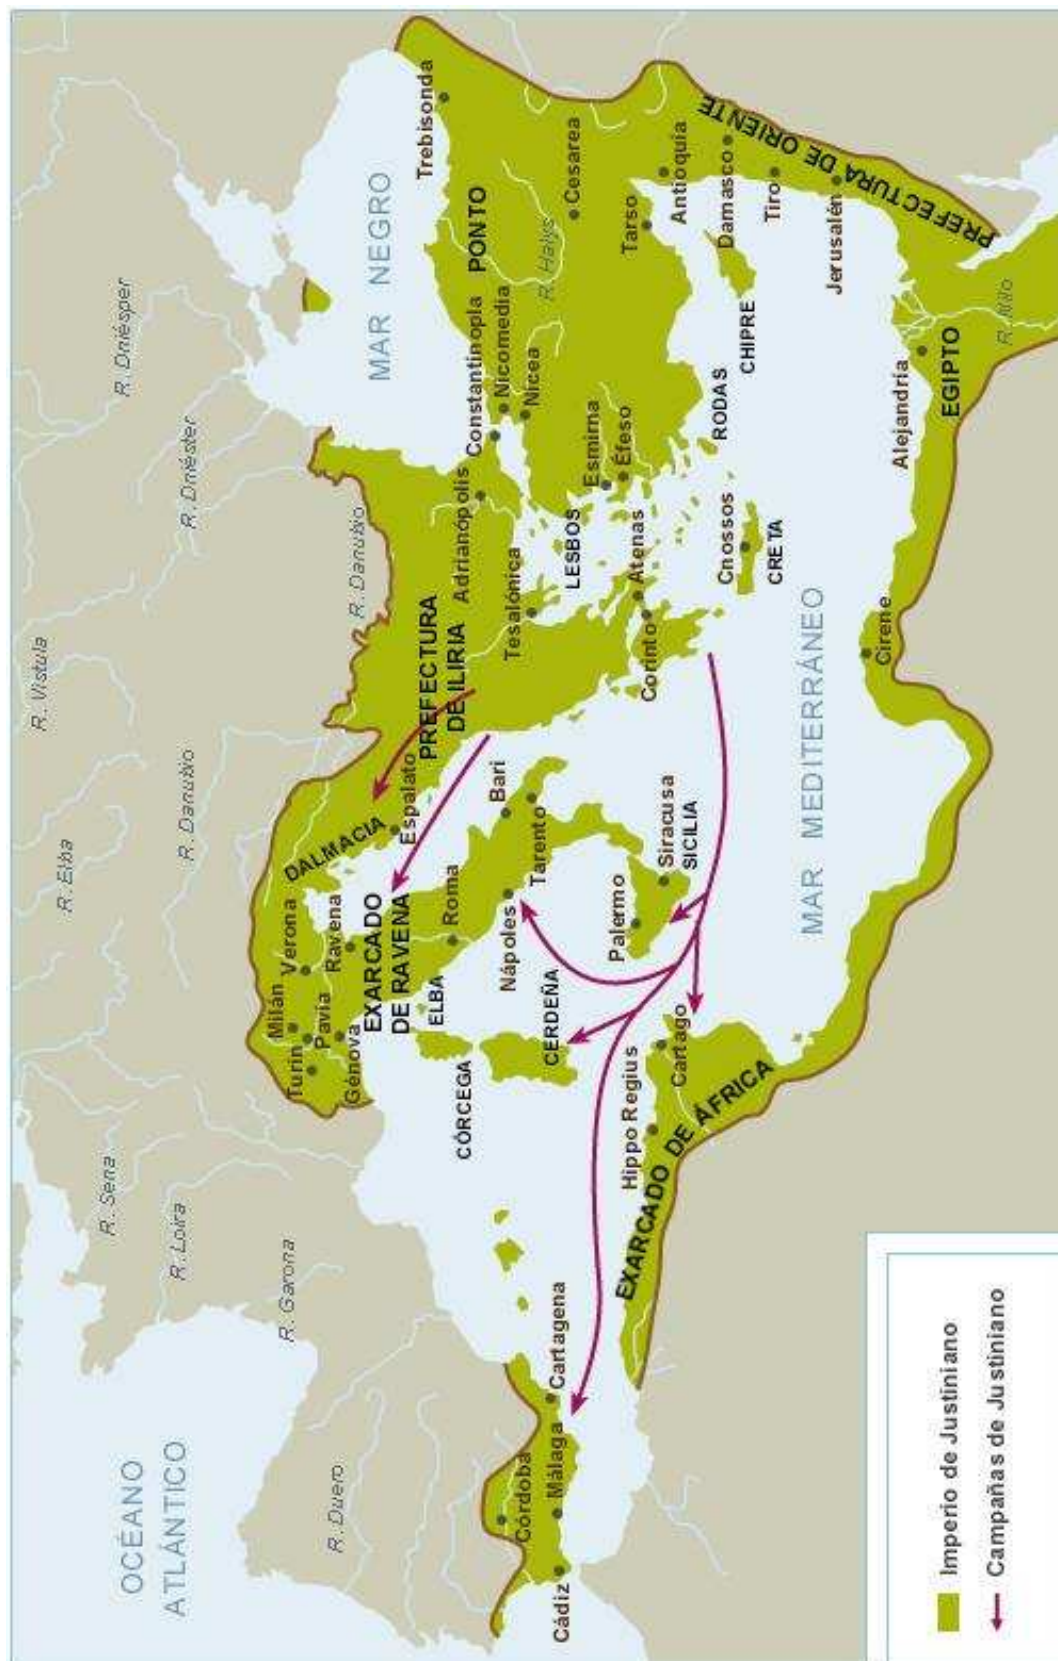 OCÉANO
ATLÁNTICO
R. Duero
R. Garona
R. Loira
R. Sena
R. Elba
R. Vístula
R. Danubio
R. Dniéster
R. Dniésper
R. Danubio
MAR NEGRO
Trebisonda
PONTO
R. Halys
Cesarea
Constantinopla
Nicomedia
Nicea
Adrianópolis
Tesalónica
LESBOS
Esmirna
Éfeso
Atenas
Corinto
Tarso
Antioquía
Damasco
Tiro
Jerusalén
PREFECTURA DE ORIENTE
CHIPRE
RODAS
Cnossos
CRETA
Alejandría
EGIPTO
R. Nilo
Cirene
MAR MEDITERRÁNEO
PREFECTURA
DE ILIRIA
DALMACIA
Espalato
Milán
Verona
Turín
Pavia
Ravena
Génova
EXARCADO
DE RAVENA
ELBA
Roma
Bari
Nápoles
Tarento
CÓRCEGA
CERDEÑA
Palermo
Siracusa
SICILIA
Hippo Regius
Cartago
EXARCADO DE ÁFRICA
Cartagena
Málaga
Córdoba
Cádiz
Imperio de Justiniano
Campañas de Justiniano